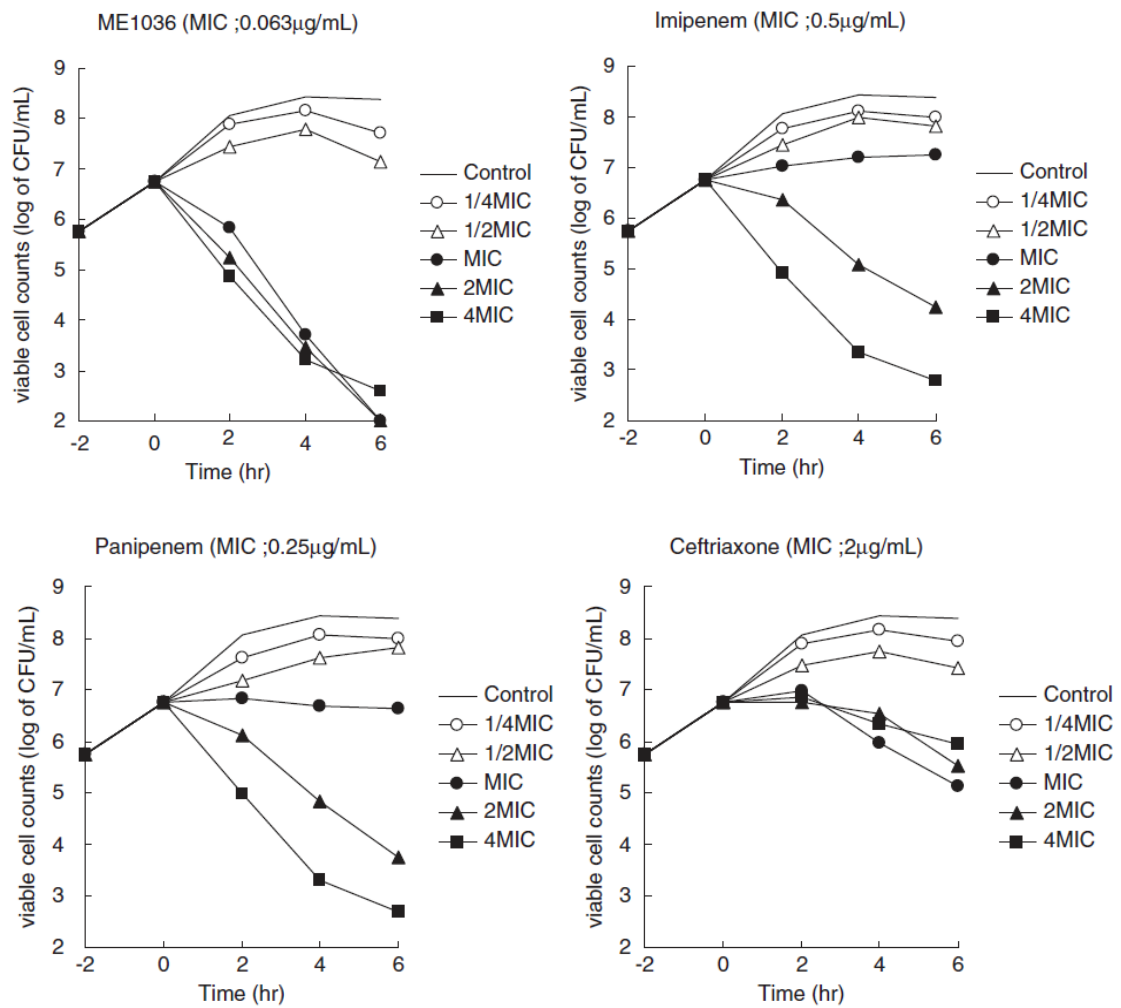 ME1036 (MIC ;0.063μg/mL)
viable cell counts (log of CFU/mL)
9
8
7
6
5
4
3
2
-2
0
2
4
6
Time (hr)
Control
1/4MIC
1/2MIC
MIC
2MIC
4MIC
Imipenem (MIC ;0.5μg/mL)
viable cell counts (log of CFU/mL)
9
8
7
6
5
4
3
2
-2
0
2
4
6
Time (hr)
Control
1/4MIC
1/2MIC
MIC
2MIC
4MIC
Panipenem (MIC ;0.25μg/mL)
viable cell counts (log of CFU/mL)
9
8
7
6
5
4
3
2
-2
0
2
4
6
Time (hr)
Control
1/4MIC
1/2MIC
MIC
2MIC
4MIC
Ceftriaxone (MIC ;2μg/mL)
viable cell counts (log of CFU/mL)
9
8
7
6
5
4
3
2
-2
0
2
4
6
Time (hr)
Control
1/4MIC
1/2MIC
MIC
2MIC
4MIC